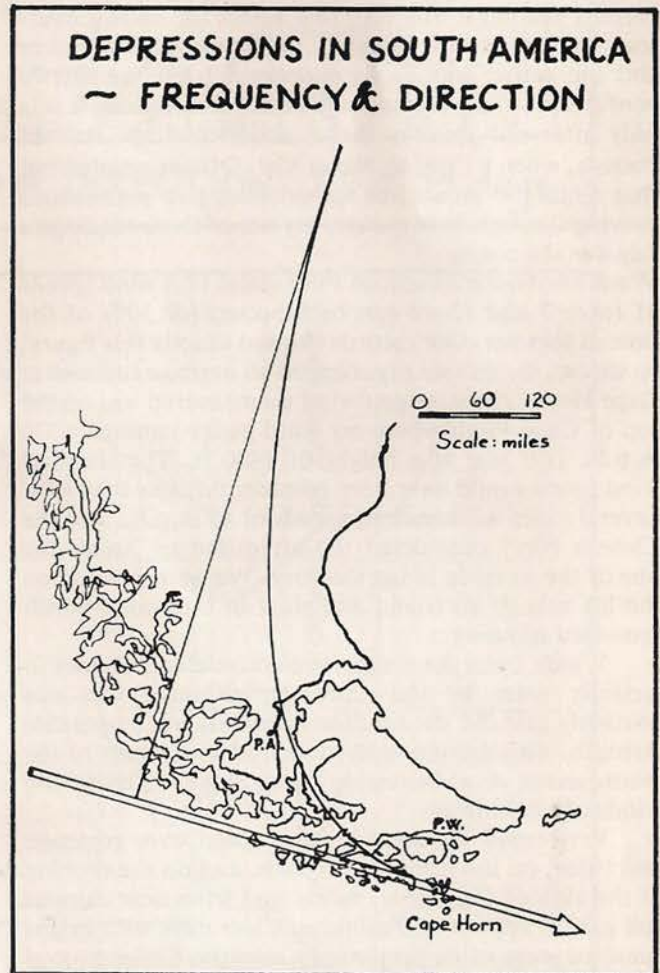 DEPRESSIONS IN SOUTH AMERICA
~ FREQUENCY & DIRECTION
0 60 120
Scale: miles
P.A.
P.W.
Cape Horn